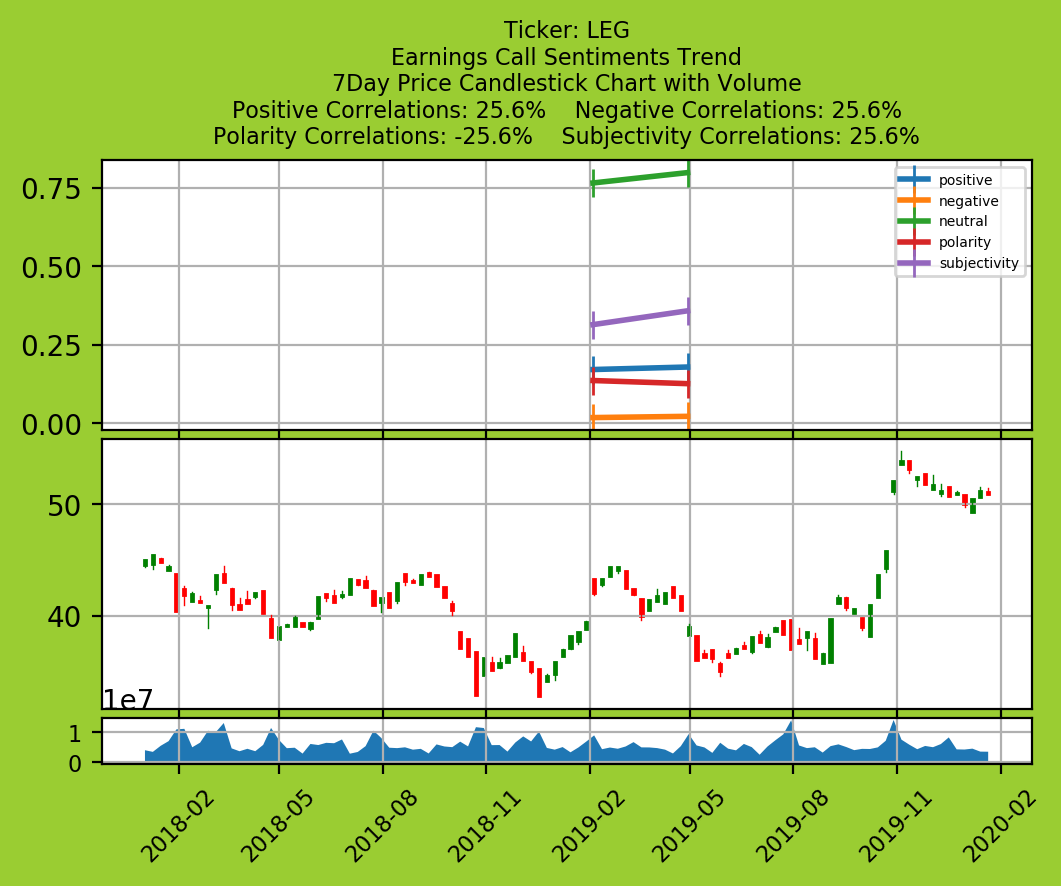 Ticker: LEG
Earnings Call Sentiments Trend
7Day Price Candlestick Chart with Volume
Positive Correlations: 25.6%    Negative Correlations: 25.6%
Polarity Correlations: -25.6%    Subjectivity Correlations: 25.6%
0.75
0.50
0.25
0.00
positive
negative
neutral
polarity
subjectivity
50
40
1e7
1
0
2018-02
2018-05
2018-08
2018-11
2019-02
2019-05
2019-08
2019-11
2020-02